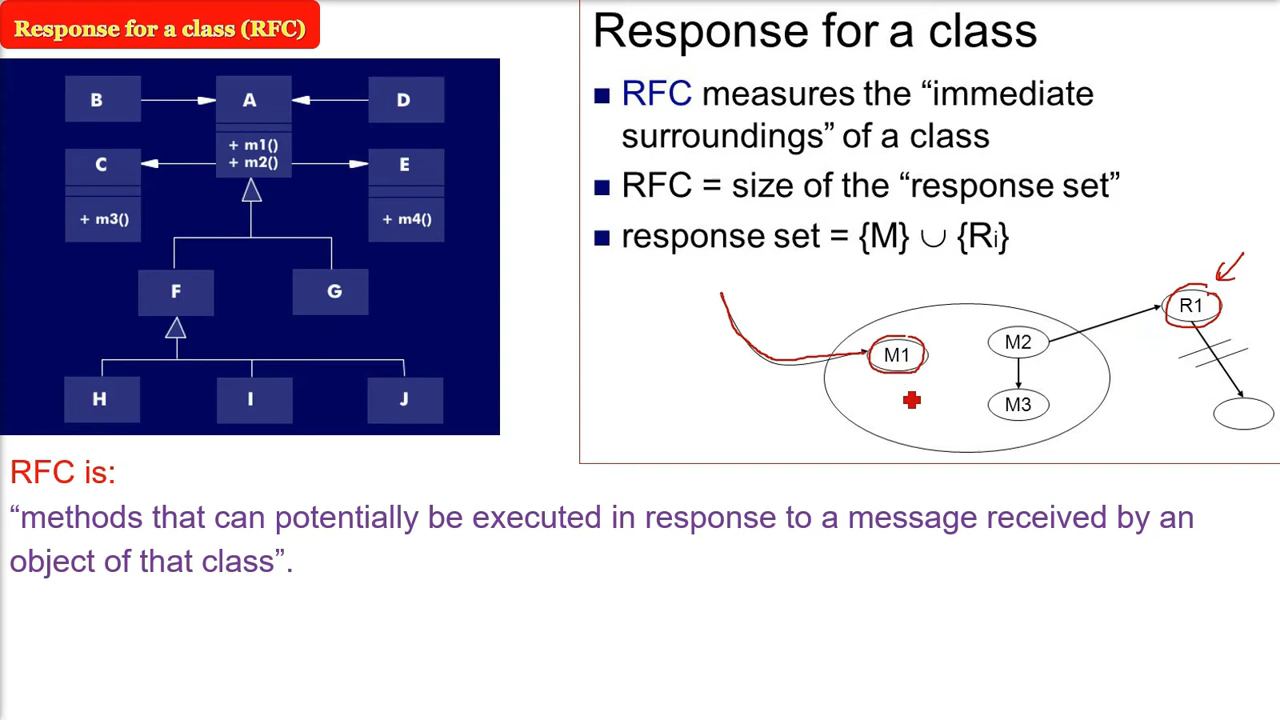 Response for a class (RFC)
B
A
D
+ m1()
+ m2()
C
E
+ m3()
+ m4()
F
G
H
I
J
Response for a class
RFC measures the “immediate
surroundings” of a class
RFC = size of the “response set”
response set = {M} ∪ {Ri}
R1
M1
M2
M3
RFC is:
“methods that can potentially be executed in response to a message received by an
object of that class”.